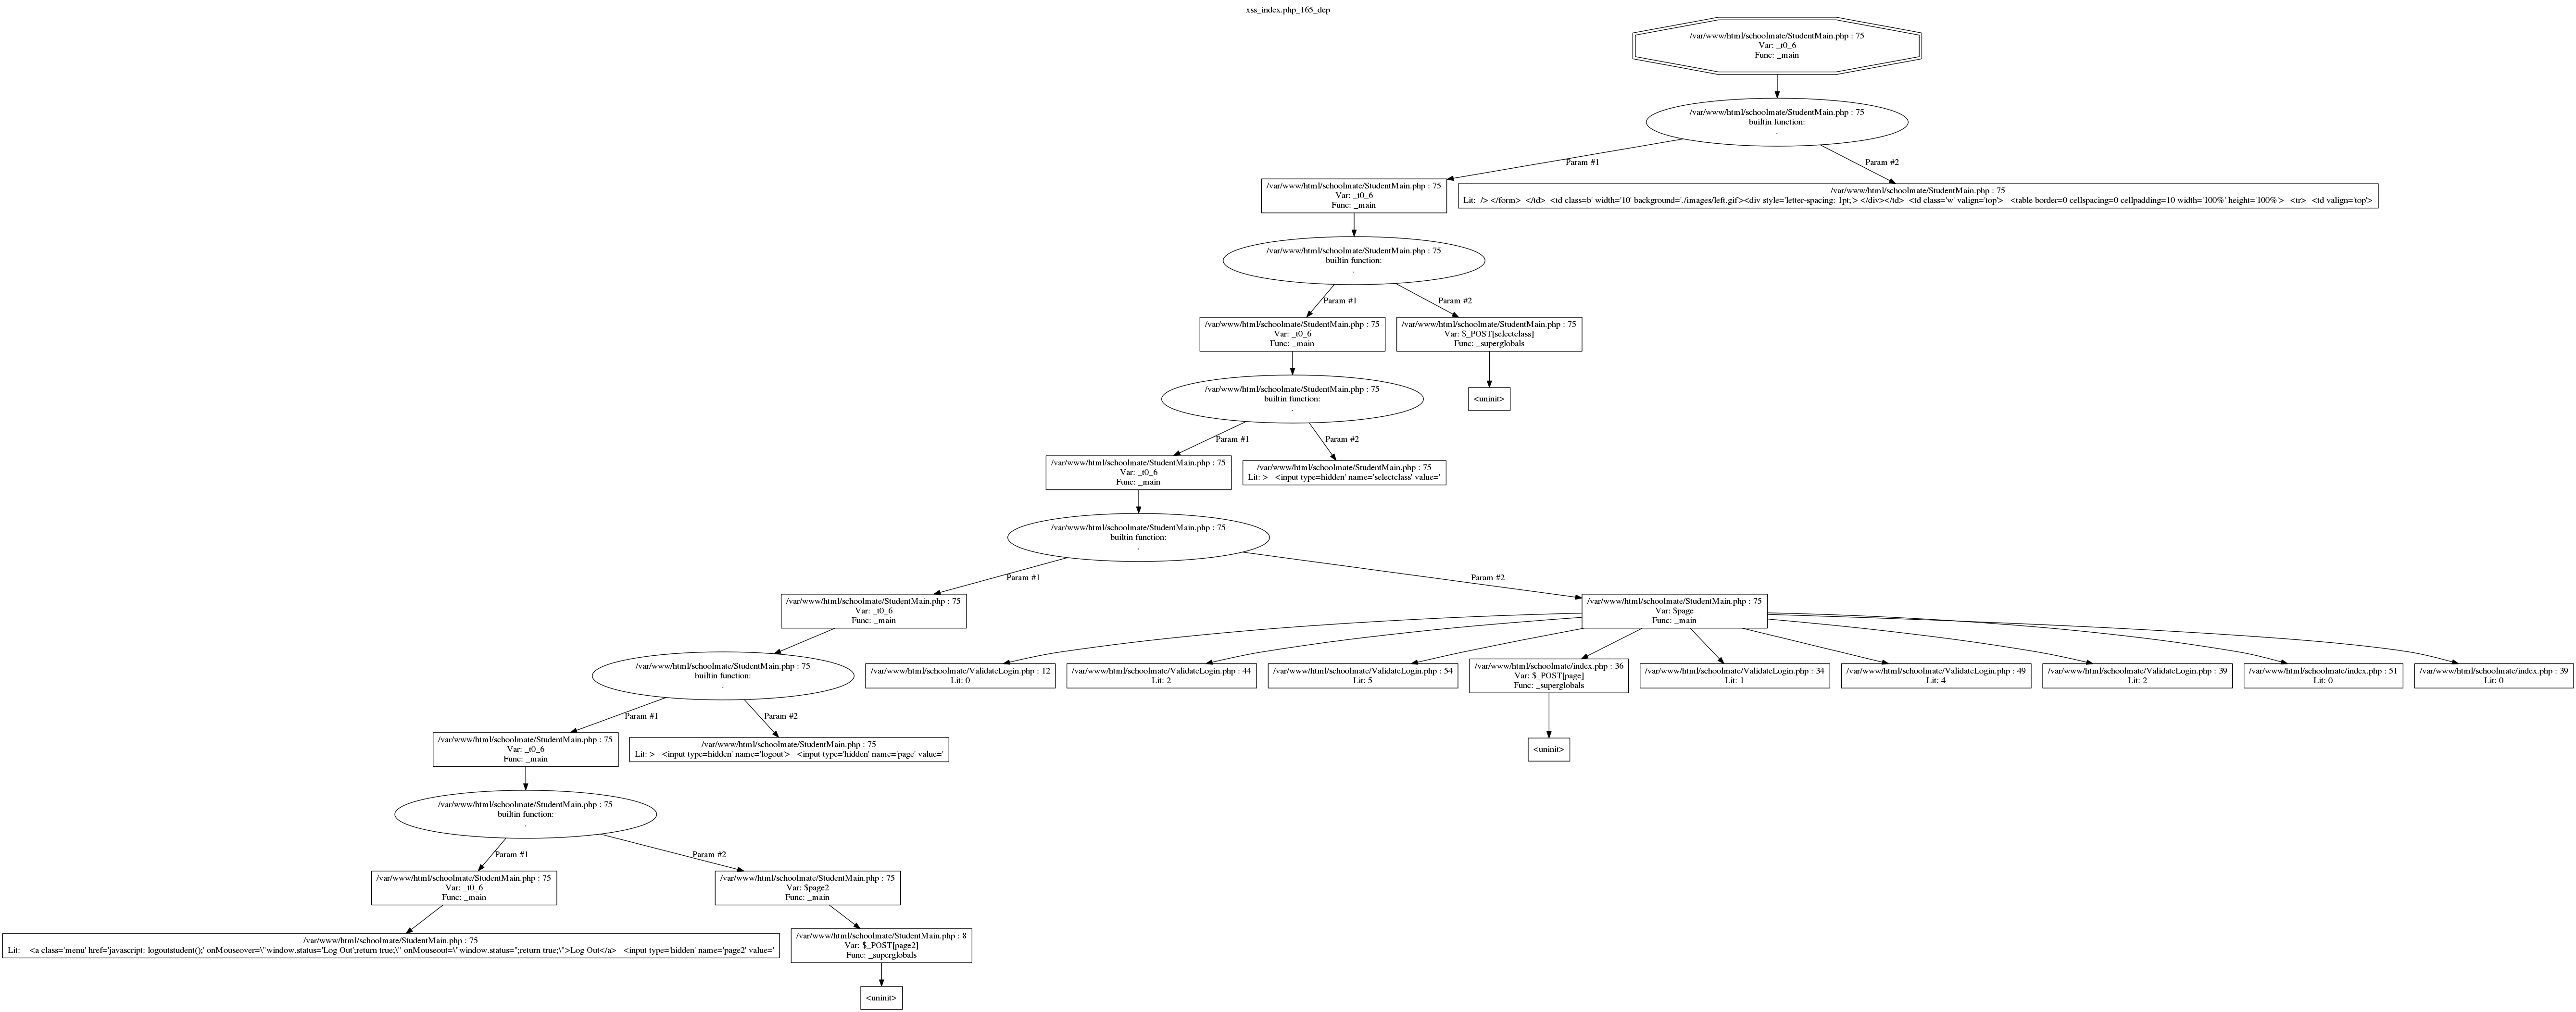 xss_index.php_165_dep
/var/www/html/schoolmate/StudentMain.php : 75
Var: _t0_6
Func: _main
/var/www/html/schoolmate/StudentMain.php : 75
builtin function:
.
Param #1
Param #2
/var/www/html/schoolmate/StudentMain.php : 75
Var: _t0_6
Func: _main
/var/www/html/schoolmate/StudentMain.php : 75
Lit:  /> </form>  </td>  <td class=b' width='10' background='./images/left.gif'><div style='letter-spacing: 1pt;'> </div></td>  <td class='w' valign='top'>   <table border=0 cellspacing=0 cellpadding=10 width='100%' height='100%'>   <tr>   <td valign='top'>
/var/www/html/schoolmate/StudentMain.php : 75
builtin function:
.
Param #1
Param #2
/var/www/html/schoolmate/StudentMain.php : 75
Var: _t0_6
Func: _main
/var/www/html/schoolmate/StudentMain.php : 75
Var: $_POST[selectclass]
Func: _superglobals
/var/www/html/schoolmate/StudentMain.php : 75
builtin function:
.
<uninit>
Param #1
Param #2
/var/www/html/schoolmate/StudentMain.php : 75
Var: _t0_6
Func: _main
/var/www/html/schoolmate/StudentMain.php : 75
Lit: >   <input type=hidden' name='selectclass' value='
/var/www/html/schoolmate/StudentMain.php : 75
builtin function:
.
Param #1
Param #2
/var/www/html/schoolmate/StudentMain.php : 75
Var: _t0_6
Func: _main
/var/www/html/schoolmate/StudentMain.php : 75
Var: $page
Func: _main
/var/www/html/schoolmate/StudentMain.php : 75
builtin function:
.
/var/www/html/schoolmate/ValidateLogin.php : 12
Lit: 0
/var/www/html/schoolmate/ValidateLogin.php : 44
Lit: 2
/var/www/html/schoolmate/ValidateLogin.php : 54
Lit: 5
/var/www/html/schoolmate/index.php : 36
Var: $_POST[page]
Func: _superglobals
/var/www/html/schoolmate/ValidateLogin.php : 34
Lit: 1
/var/www/html/schoolmate/ValidateLogin.php : 49
Lit: 4
/var/www/html/schoolmate/ValidateLogin.php : 39
Lit: 2
/var/www/html/schoolmate/index.php : 51
Lit: 0
/var/www/html/schoolmate/index.php : 39
Lit: 0
Param #1
Param #2
/var/www/html/schoolmate/StudentMain.php : 75
Var: _t0_6
Func: _main
/var/www/html/schoolmate/StudentMain.php : 75
Lit: >   <input type=hidden' name='logout'>   <input type='hidden' name='page' value='
<uninit>
/var/www/html/schoolmate/StudentMain.php : 75
builtin function:
.
Param #1
Param #2
/var/www/html/schoolmate/StudentMain.php : 75
Var: _t0_6
Func: _main
/var/www/html/schoolmate/StudentMain.php : 75
Var: $page2
Func: _main
/var/www/html/schoolmate/StudentMain.php : 75
Lit:    <a class='menu' href='javascript: logoutstudent();' onMouseover=\"window.status='Log Out';return true;\" onMouseout=\"window.status='';return true;\">Log Out</a>   <input type='hidden' name='page2' value='
/var/www/html/schoolmate/StudentMain.php : 8
Var: $_POST[page2]
Func: _superglobals
<uninit>